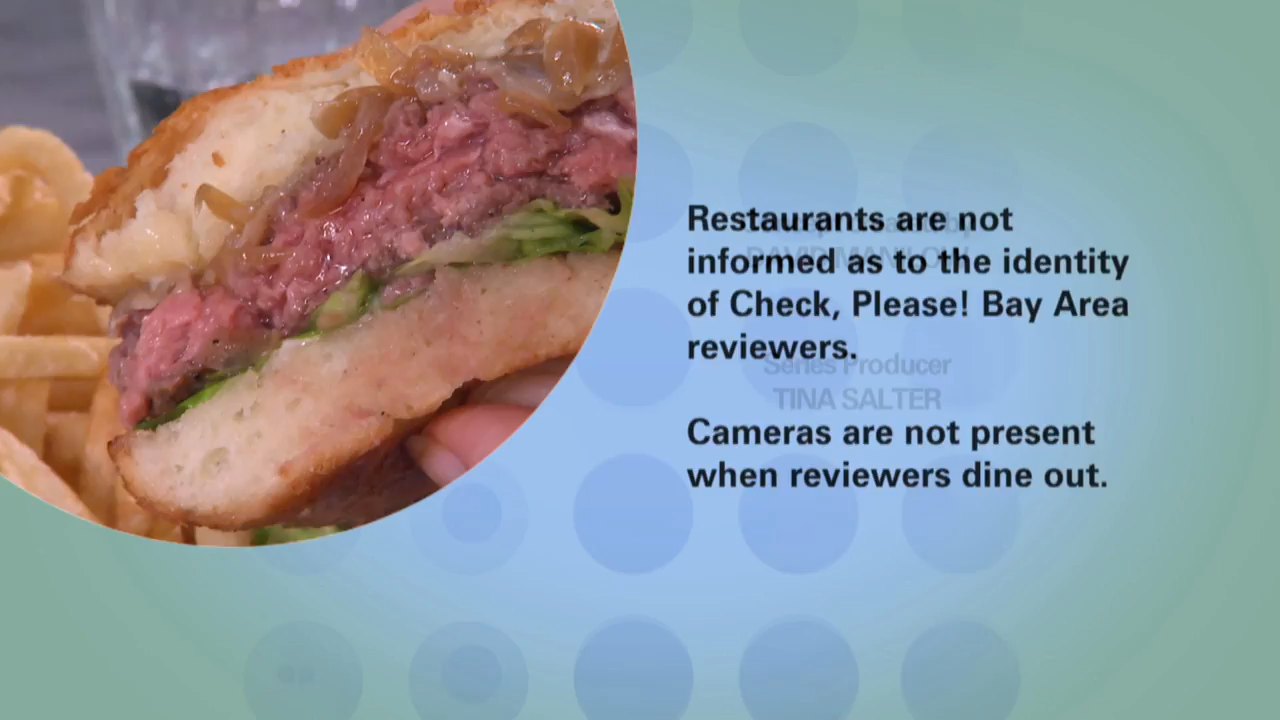 Restaurants are not
informed as to the identity
of Check, Please! Bay Area
reviewers.
Series Producer
TINA SALTER
Cameras are not present
when reviewers dine out.